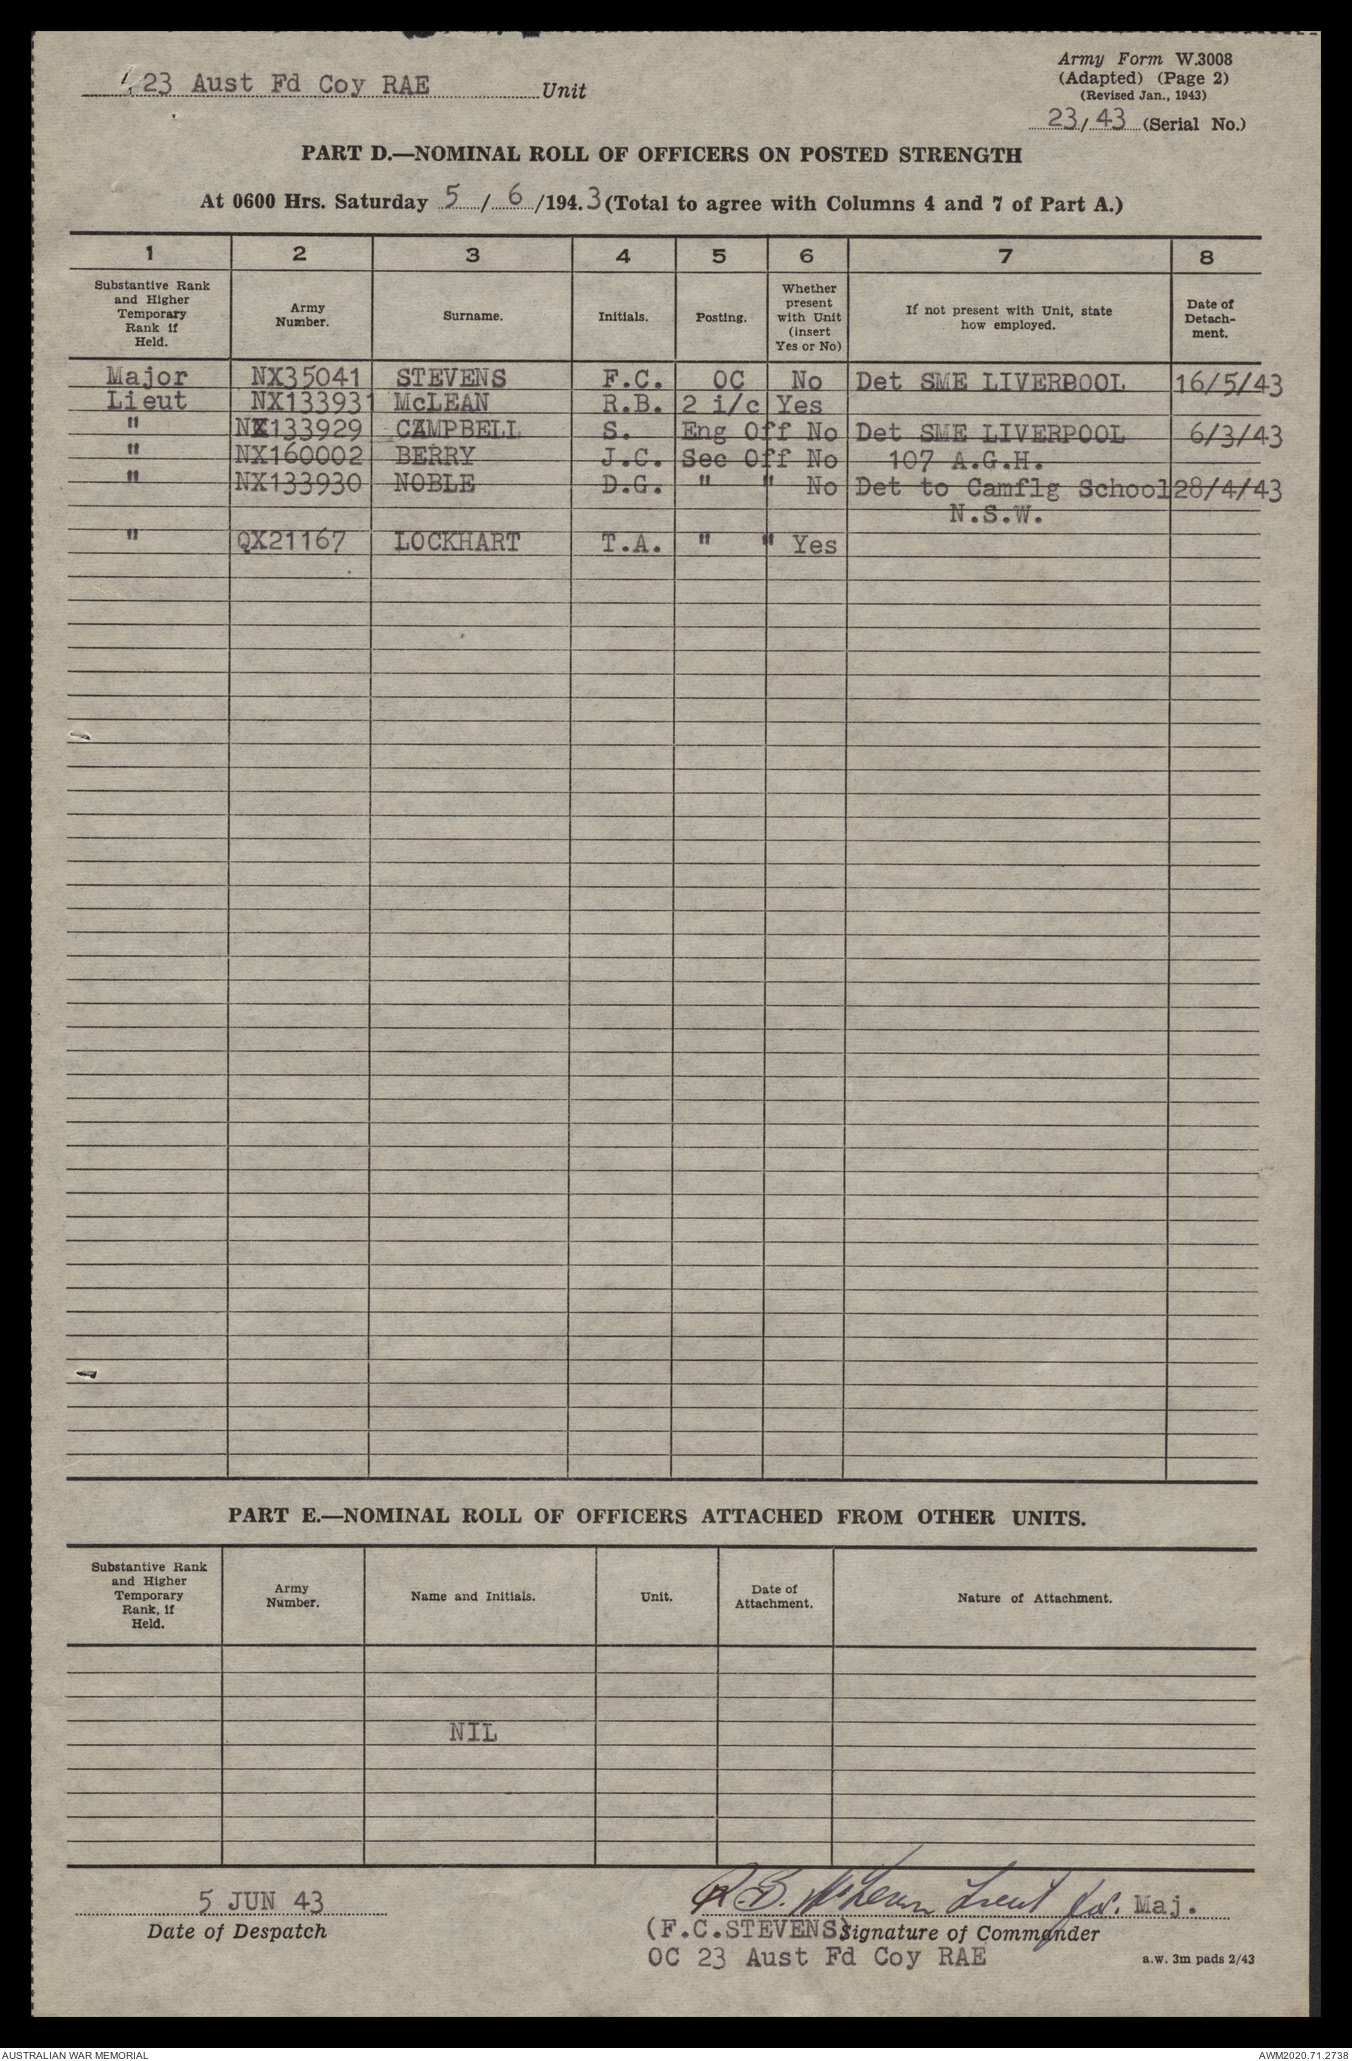 23 Aust Fd Coy RAE Unit
Army Form W.3008
(Adapted) (Page 2)
(Revised Jan., 1943)
23/43 (Serial No.)
PART D.—NOMINAL ROLL OF OFFICERS ON POSTED STRENGTH
At 0600 Hrs. Saturday 5/6/1943 (Total to agree with Columns 4 and 7 of Part A.)
1 2 3 4 5 6 7 8
Substantive Rank
and Higher
Temporary
Rank if
Held.
Army
Number.
Surname.
Initials.
Posting.
Whether
present
with Unit
(insert
Yes or No)
If not present with Unit, state
how employed.
Date of
Detach-
ment.
Major NX35041 STEVENS F.C. OC No Det SME LIVERPOOL 16/5/43
Lieut NX133931 McLEAN R.B. 2 i/c Yes
" NX133929 CAMPBELL S. Eng Off No Det SME LIVERPOOL 6/3/43
" NX160002 BERRY J.C. Sec Off No 107 A.G.H.
" NX133930 NOBLE D.G. " " No Det to Camflg School 28/4/43
N.S.W.
" QX21167 LOCKHART T.A. " " Yes
PART E.—NOMINAL ROLL OF OFFICERS ATTACHED FROM OTHER UNITS.
Substantive Rank
and Higher
Temporary
Rank, if
Held.
Army
Number.
Name and Initials.
Unit.
Date of
Attachment.
Nature of Attachment.
NIL
5 JUN 43
Date of Despatch
R.B. McLean Lieut for. Maj.
(F.C.STEVENS) Signature of Commander
OC 23 Aust Fd Coy RAE
a.w. 3m pads 2/43
AUSTRALIAN WAR MEMORIAL
AWM2020.71.2738